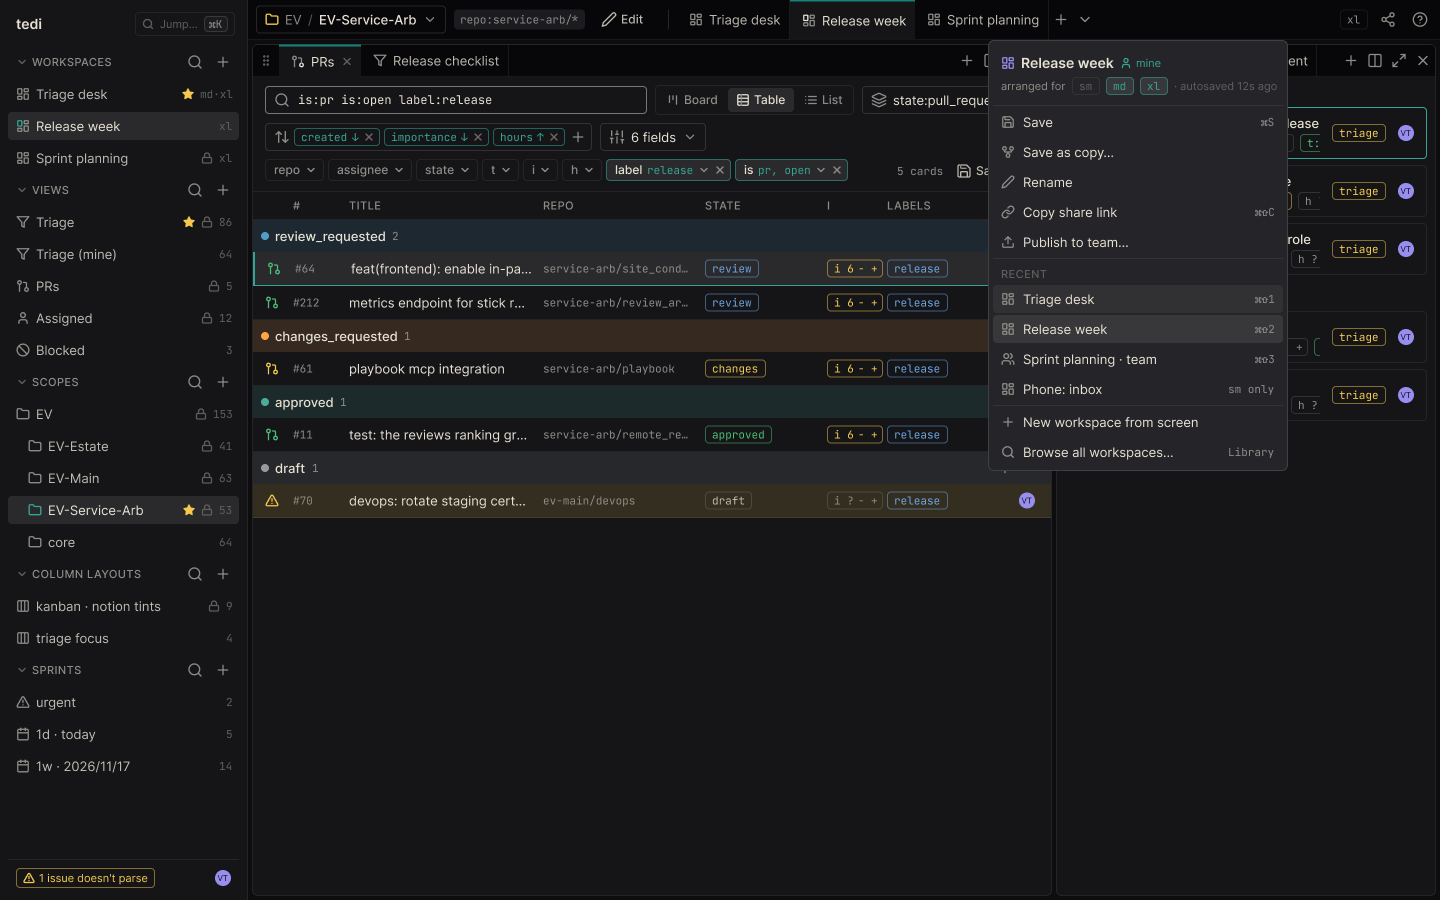 tedi
Jump... ⌘K
WORKSPACES
Triage desk md·xl
Release week xl
Sprint planning xl
VIEWS
Triage 86
Triage (mine) 64
PRs 5
Assigned 12
Blocked 3
SCOPES
EV 153
EV-Estate 41
EV-Main 63
EV-Service-Arb 53
core 64
COLUMN LAYOUTS
kanban · notion tints 9
triage focus 4
SPRINTS
urgent 2
1d · today 5
1w · 2026/11/17 14
1 issue doesn't parse VT
EV / EV-Service-Arb repo:service-arb/* Edit
Triage desk Release week Sprint planning xl
PRs Release checklist
is:pr is:open label:release
Board Table List state:pull_reque
created ↓ importance ↓ hours ↑ 6 fields
repo assignee state t i h label release is pr, open 5 cards Sa
# TITLE REPO STATE I LABELS
review_requested 2
#64 feat(frontend): enable in-pa... service-arb/site_cond... review i 6 - + release
#212 metrics endpoint for stick r... service-arb/review_ar... review i 6 - + release
changes_requested 1
#61 playbook mcp integration service-arb/playbook changes i 6 - + release
approved 1
#11 test: the reviews ranking gr... service-arb/remote_re... approved i 6 - + release
draft 1
#70 devops: rotate staging cert... ev-main/devops draft i ? - + release VT
Release week mine
arranged for sm md xl · autosaved 12s ago
Save ⌘S
Save as copy...
Rename
Copy share link ⌘⇧C
Publish to team...
RECENT
Triage desk ⌘⇧1
Release week ⌘⇧2
Sprint planning · team ⌘⇧3
Phone: inbox sm only
New workspace from screen
Browse all workspaces... Library
ent
lease t: triage VT
e h triage VT
role h ? triage VT
+ triage VT
h ? triage VT